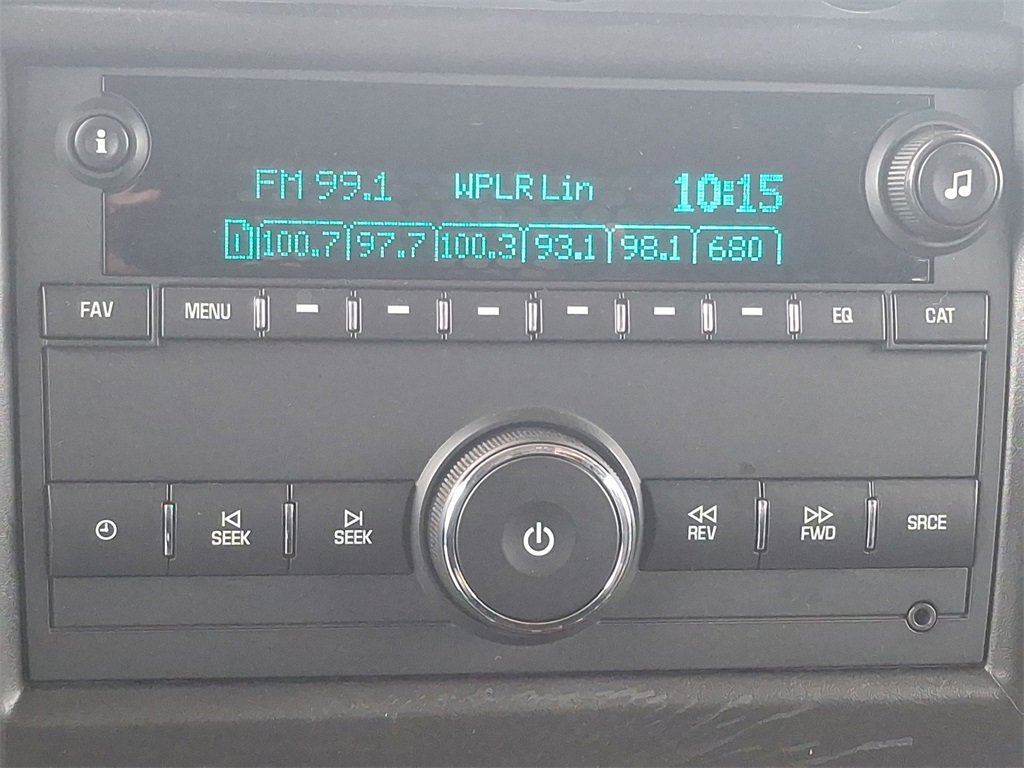 i
FM 99.1 WPLR Lin 10:15
1 100.7 97.7 100.3 93.1 98.1 680
FAV MENU EQ CAT
SEEK SEEK REV FWD SRCE